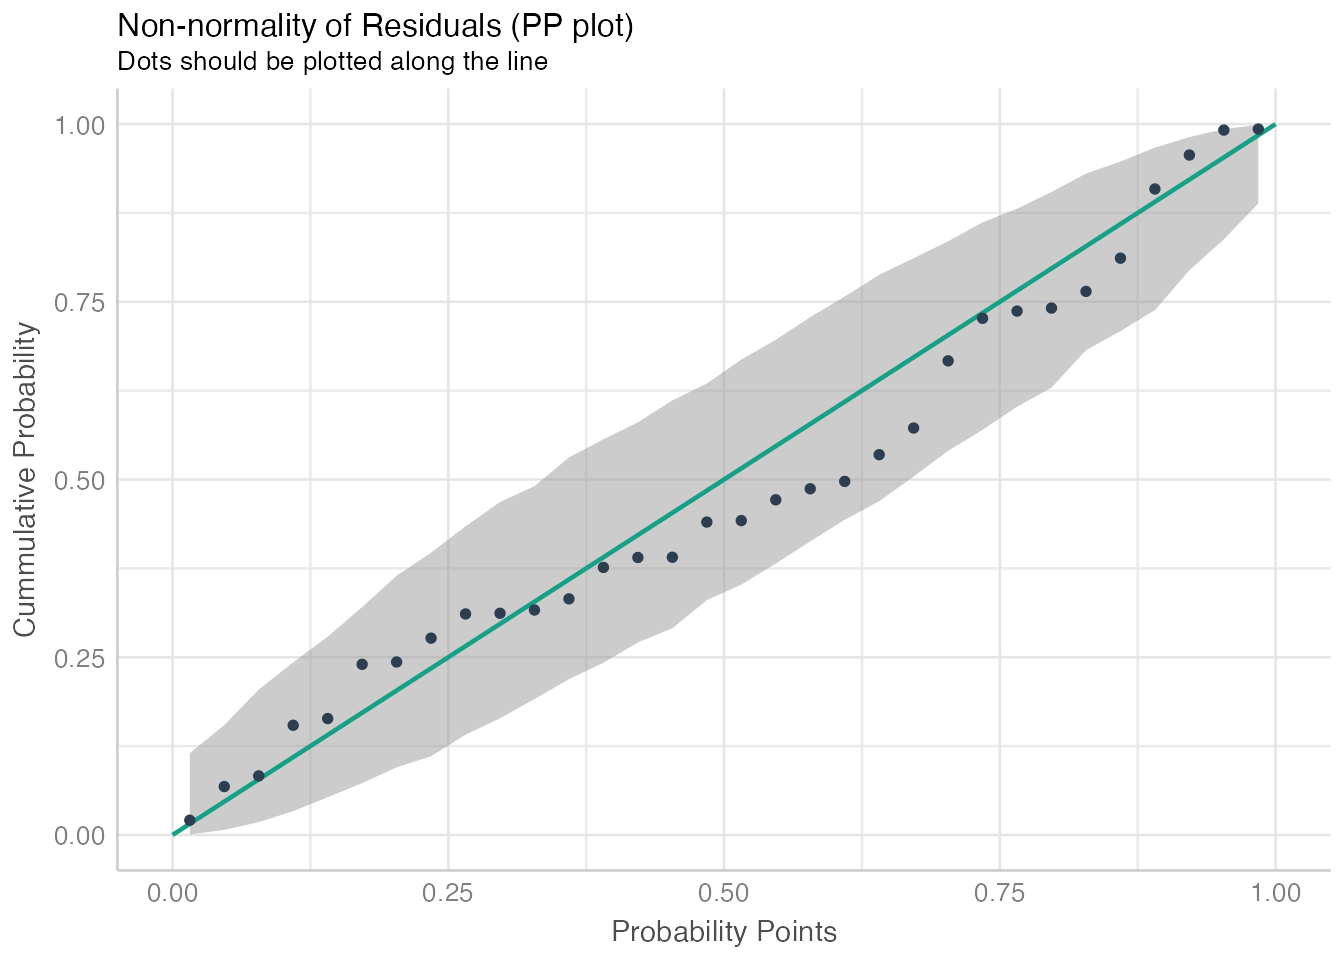 Non-normality of Residuals (PP plot)
Dots should be plotted along the line
Cummulative Probability
1.00
0.75
0.50
0.25
0.00
0.00 0.25 0.50 0.75 1.00
Probability Points